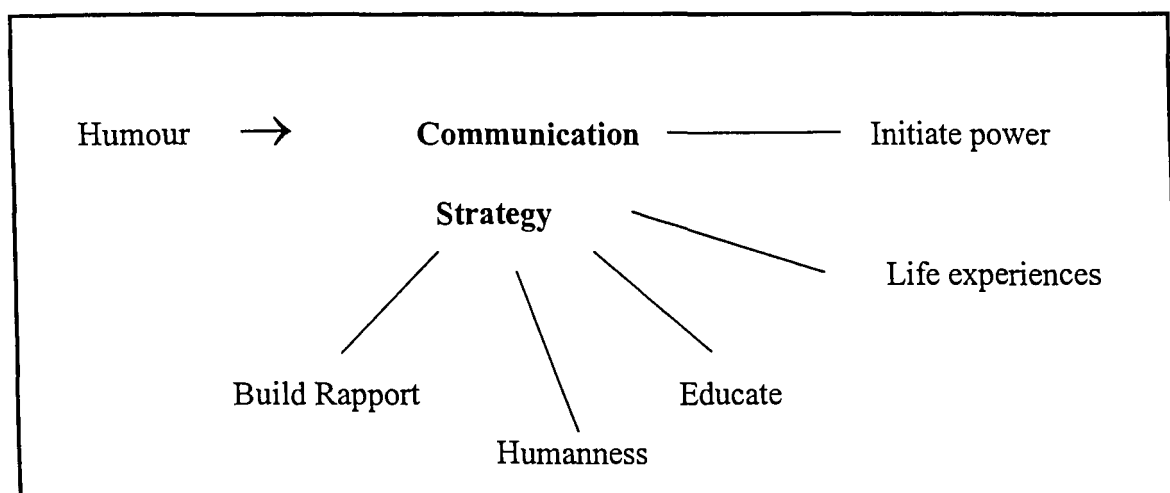 Humour → Communication Initiate power
Strategy
Life experiences
Build Rapport Educate
Humanness